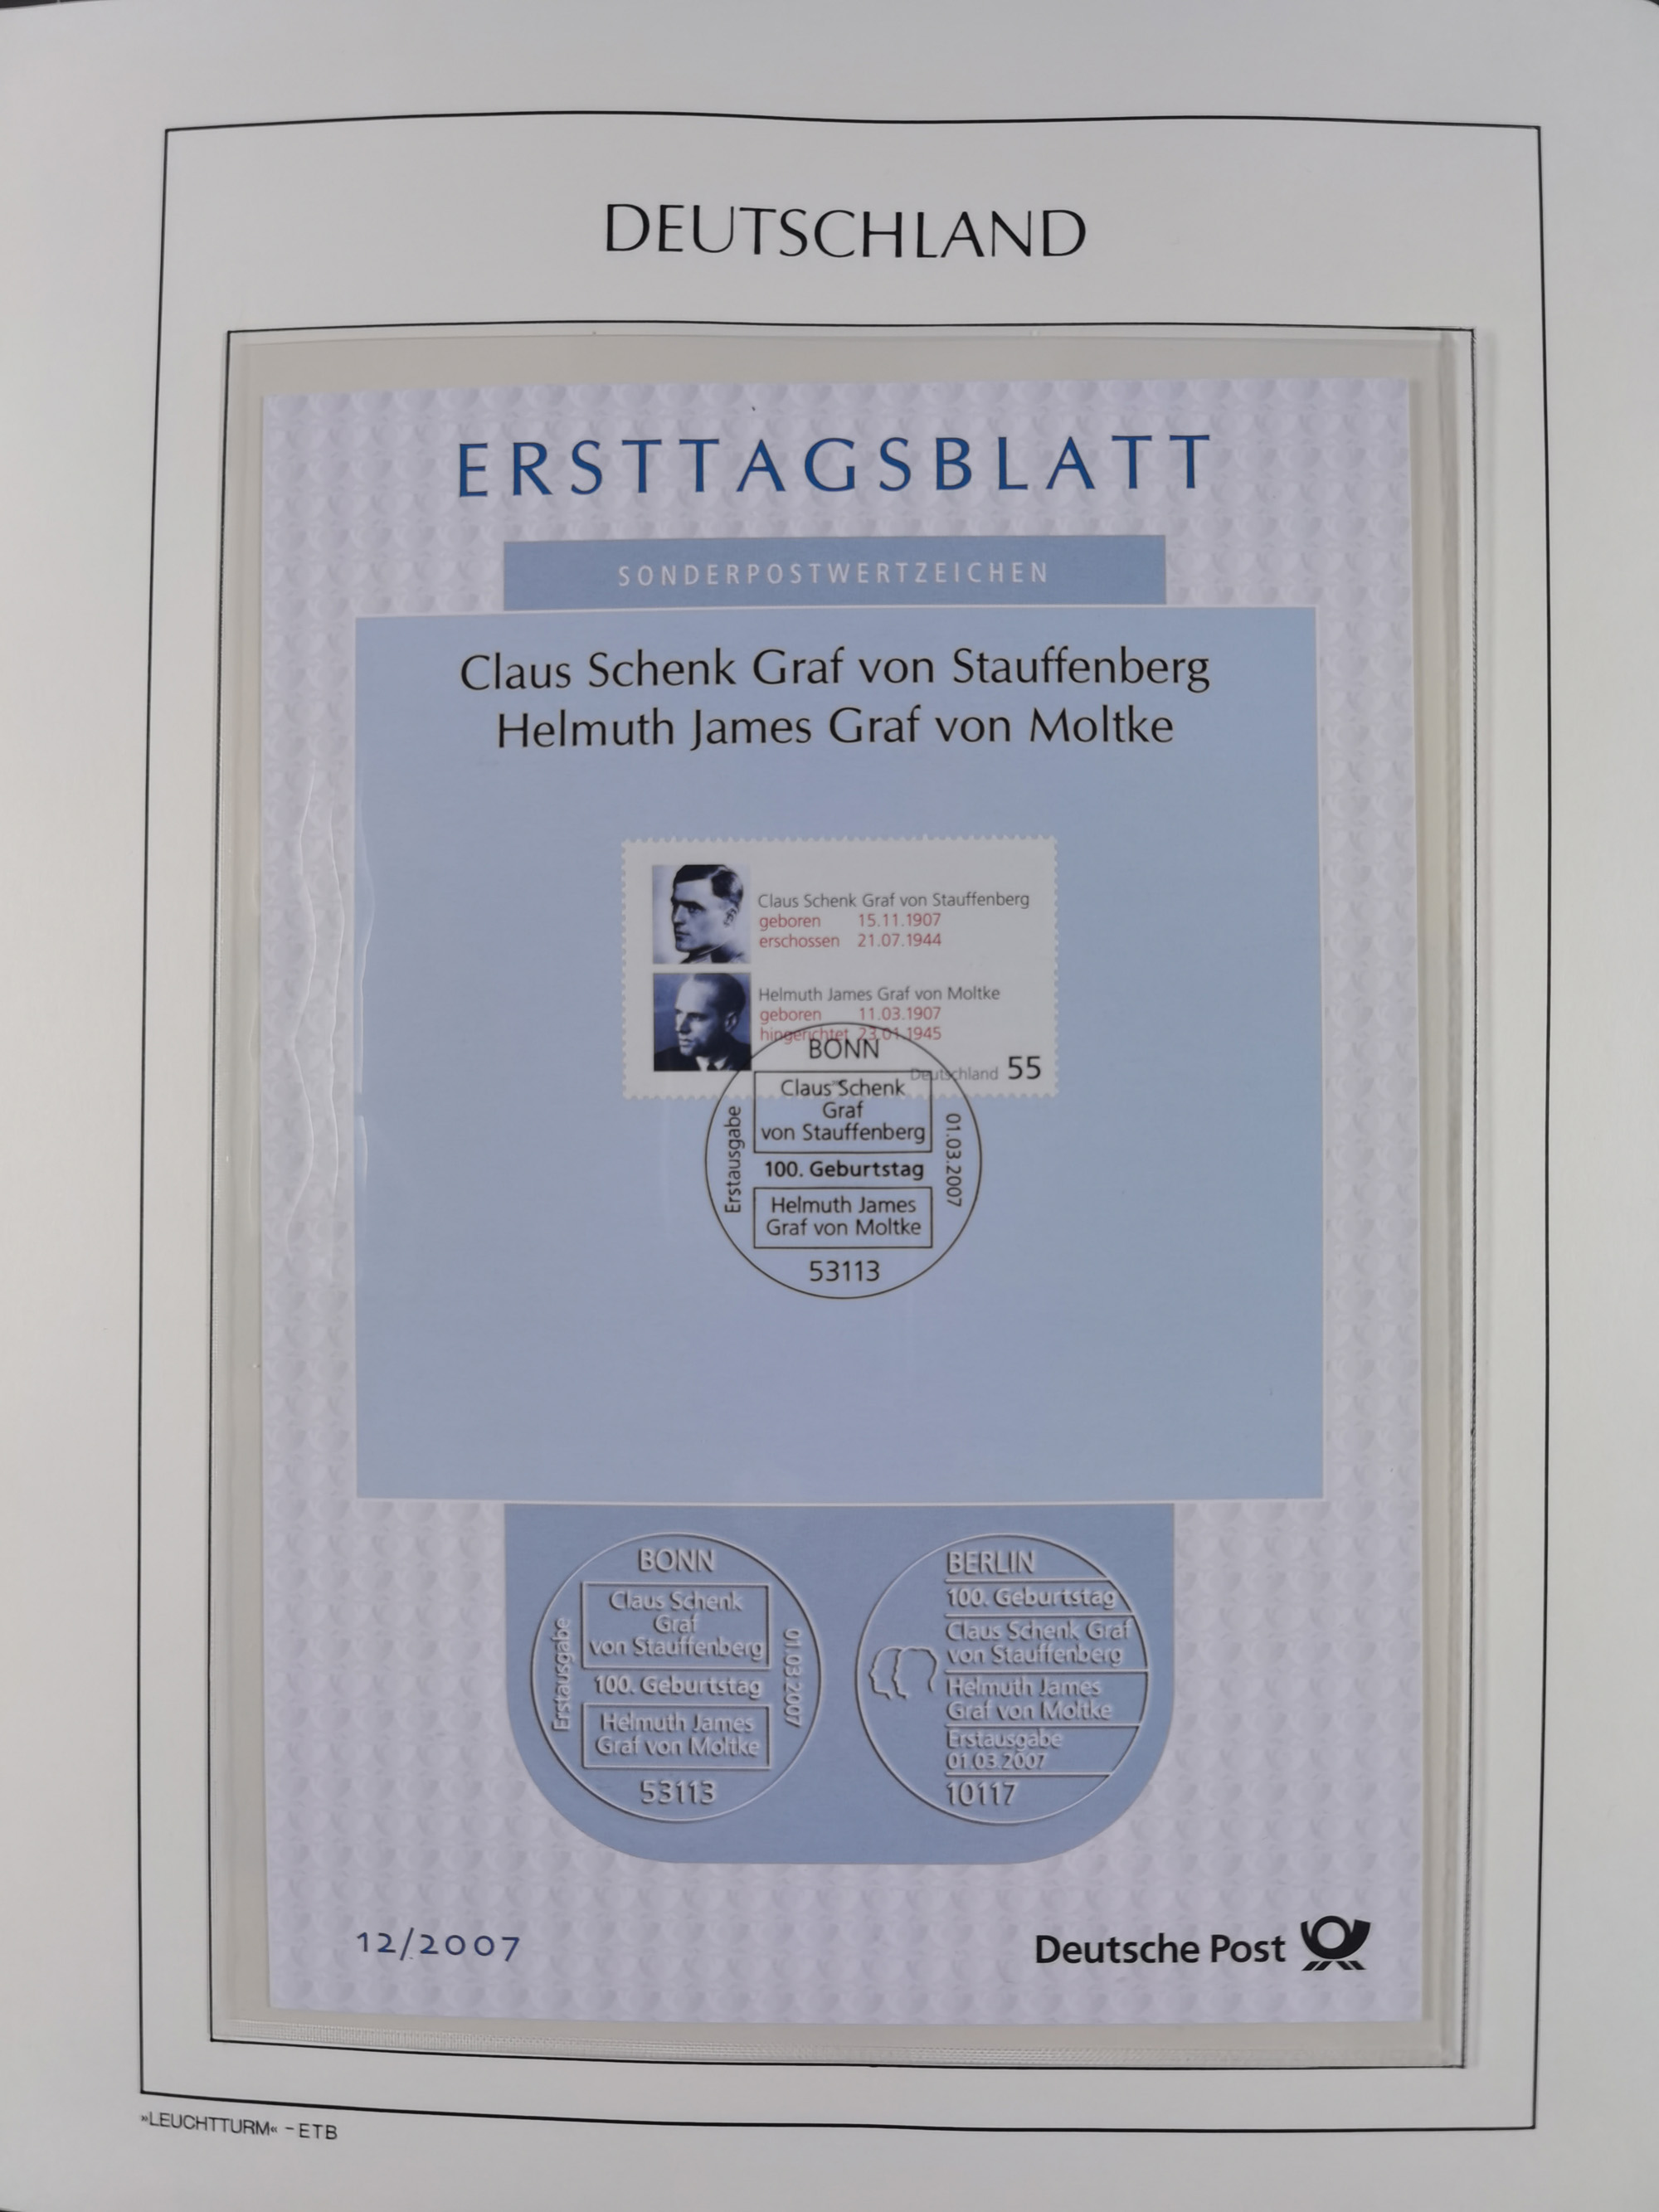 DEUTSCHLAND
ERSTTAGSBLATT
SONDERPOSTWERTZEICHEN
Claus Schenk Graf von Stauffenberg
Helmuth James Graf von Moltke
Claus Schenk Graf von Stauffenberg
geboren 15.11.1907
erschossen 21.07.1944
Helmuth James Graf von Moltke
geboren 11.03.1907
hingerichtet 23.01.1945
Deutschland 55
BONN
Claus Schenk
Graf
von Stauffenberg
100. Geburtstag
Helmuth James
Graf von Moltke
53113
Erstausgabe
01.03.2007
BONN
Claus Schenk
Graf
von Stauffenberg
100. Geburtstag
Helmuth James
Graf von Moltke
53113
Erstausgabe
01.03.2007
BERLIN
100. Geburtstag
Claus Schenk Graf
von Stauffenberg
Helmuth James
Graf von Moltke
Erstausgabe
01.03.2007
10117
12/2007
Deutsche Post
»LEUCHTTURM« – ETB